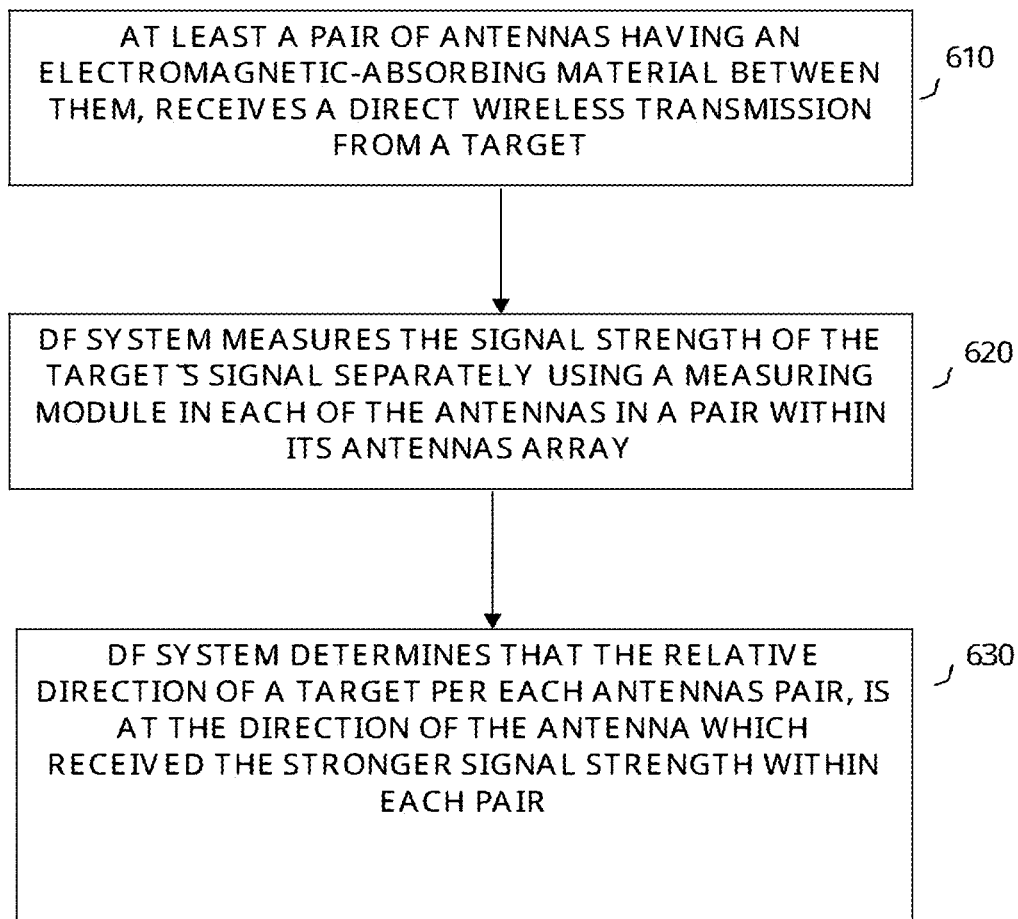 AT LEAST A PAIR OF ANTENNAS HAVING AN
ELECTROMAGNETIC-ABSORBING MATERIAL BETWEEN
THEM, RECEIVES A DIRECT WIRELESS TRANSMISSION
FROM A TARGET
610
DF SYSTEM MEASURES THE SIGNAL STRENGTH OF THE
TARGET˜S SIGNAL SEPARATELY USING A MEASURING
MODULE IN EACH OF THE ANTENNAS IN A PAIR WITHIN
ITS ANTENNAS ARRAY
620
DF SYSTEM DETERMINES THAT THE RELATIVE
DIRECTION OF A TARGET PER EACH ANTENNAS PAIR, IS
AT THE DIRECTION OF THE ANTENNA WHICH
RECEIVED THE STRONGER SIGNAL STRENGTH WITHIN
EACH PAIR
630